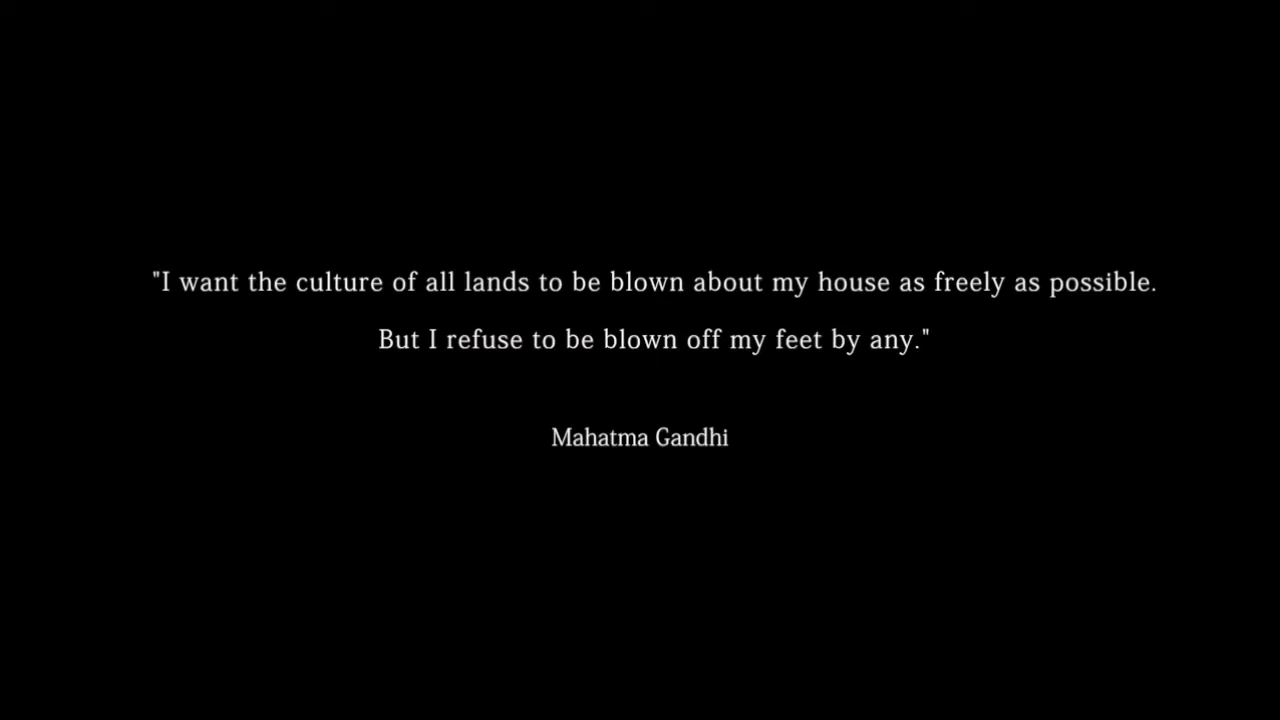 "I want the culture of all lands to be blown about my house as freely as possible.
But I refuse to be blown off my feet by any."
Mahatma Gandhi